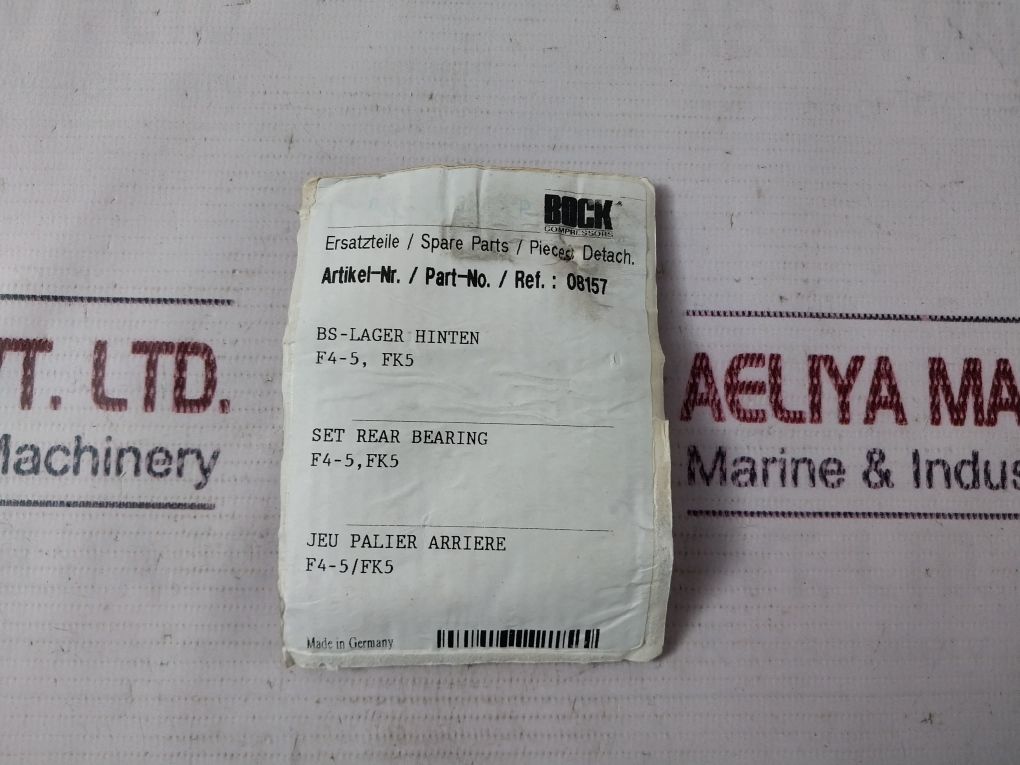 BOCK
COMPRESSORS
Ersatzteile / Spare Parts / Pieces Detach.
Artikel-Nr. / Part-No. / Ref. : 08157
BS-LAGER HINTEN
F4-5, FK5
SET REAR BEARING
F4-5,FK5
JEU PALIER ARRIERE
F4-5/FK5
Made in Germany
VT. LTD.
Machinery
AELIYA MA
Marine & Indus